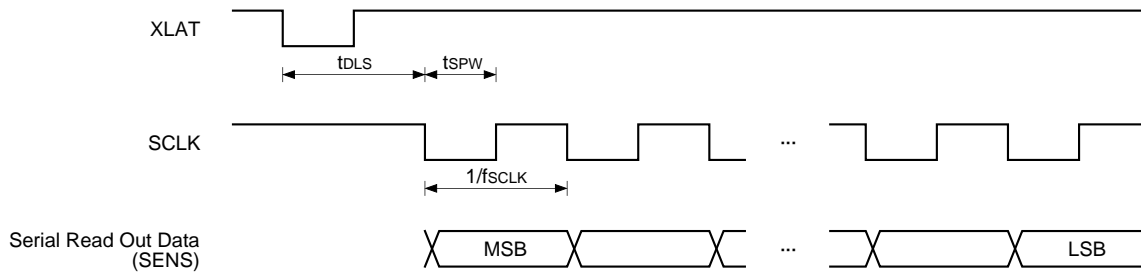 XLAT
tDLS
tSPW
SCLK
...
1/fSCLK
Serial Read Out Data
(SENS)
MSB
...
LSB